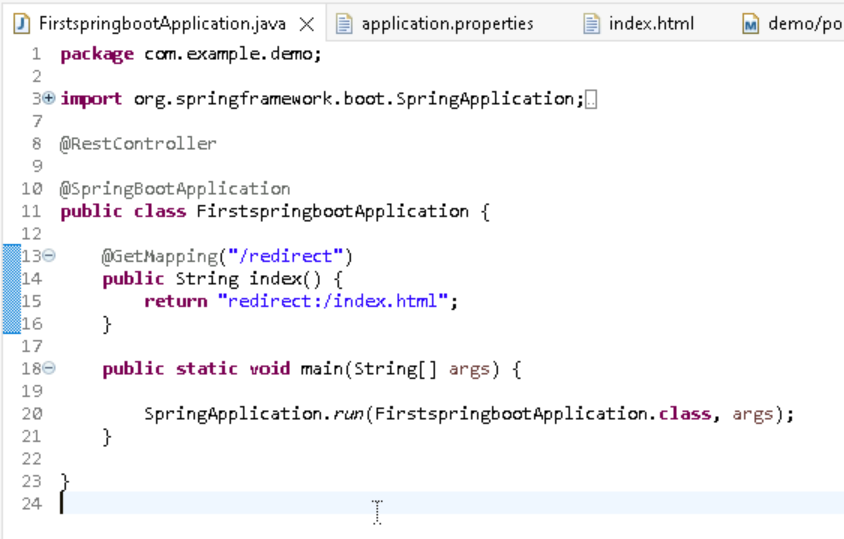 FirstspringbootApplication.java application.properties index.html demo/po
1 package com.example.demo;
2
3 import org.springframework.boot.SpringApplication;
7
8 @RestController
9
10 @SpringBootApplication
11 public class FirstspringbootApplication {
12
13 @GetMapping("/redirect")
14 public String index() {
15 return "redirect:/index.html";
16 }
17
18 public static void main(String[] args) {
19
20 SpringApplication.run(FirstspringbootApplication.class, args);
21 }
22
23 }
24